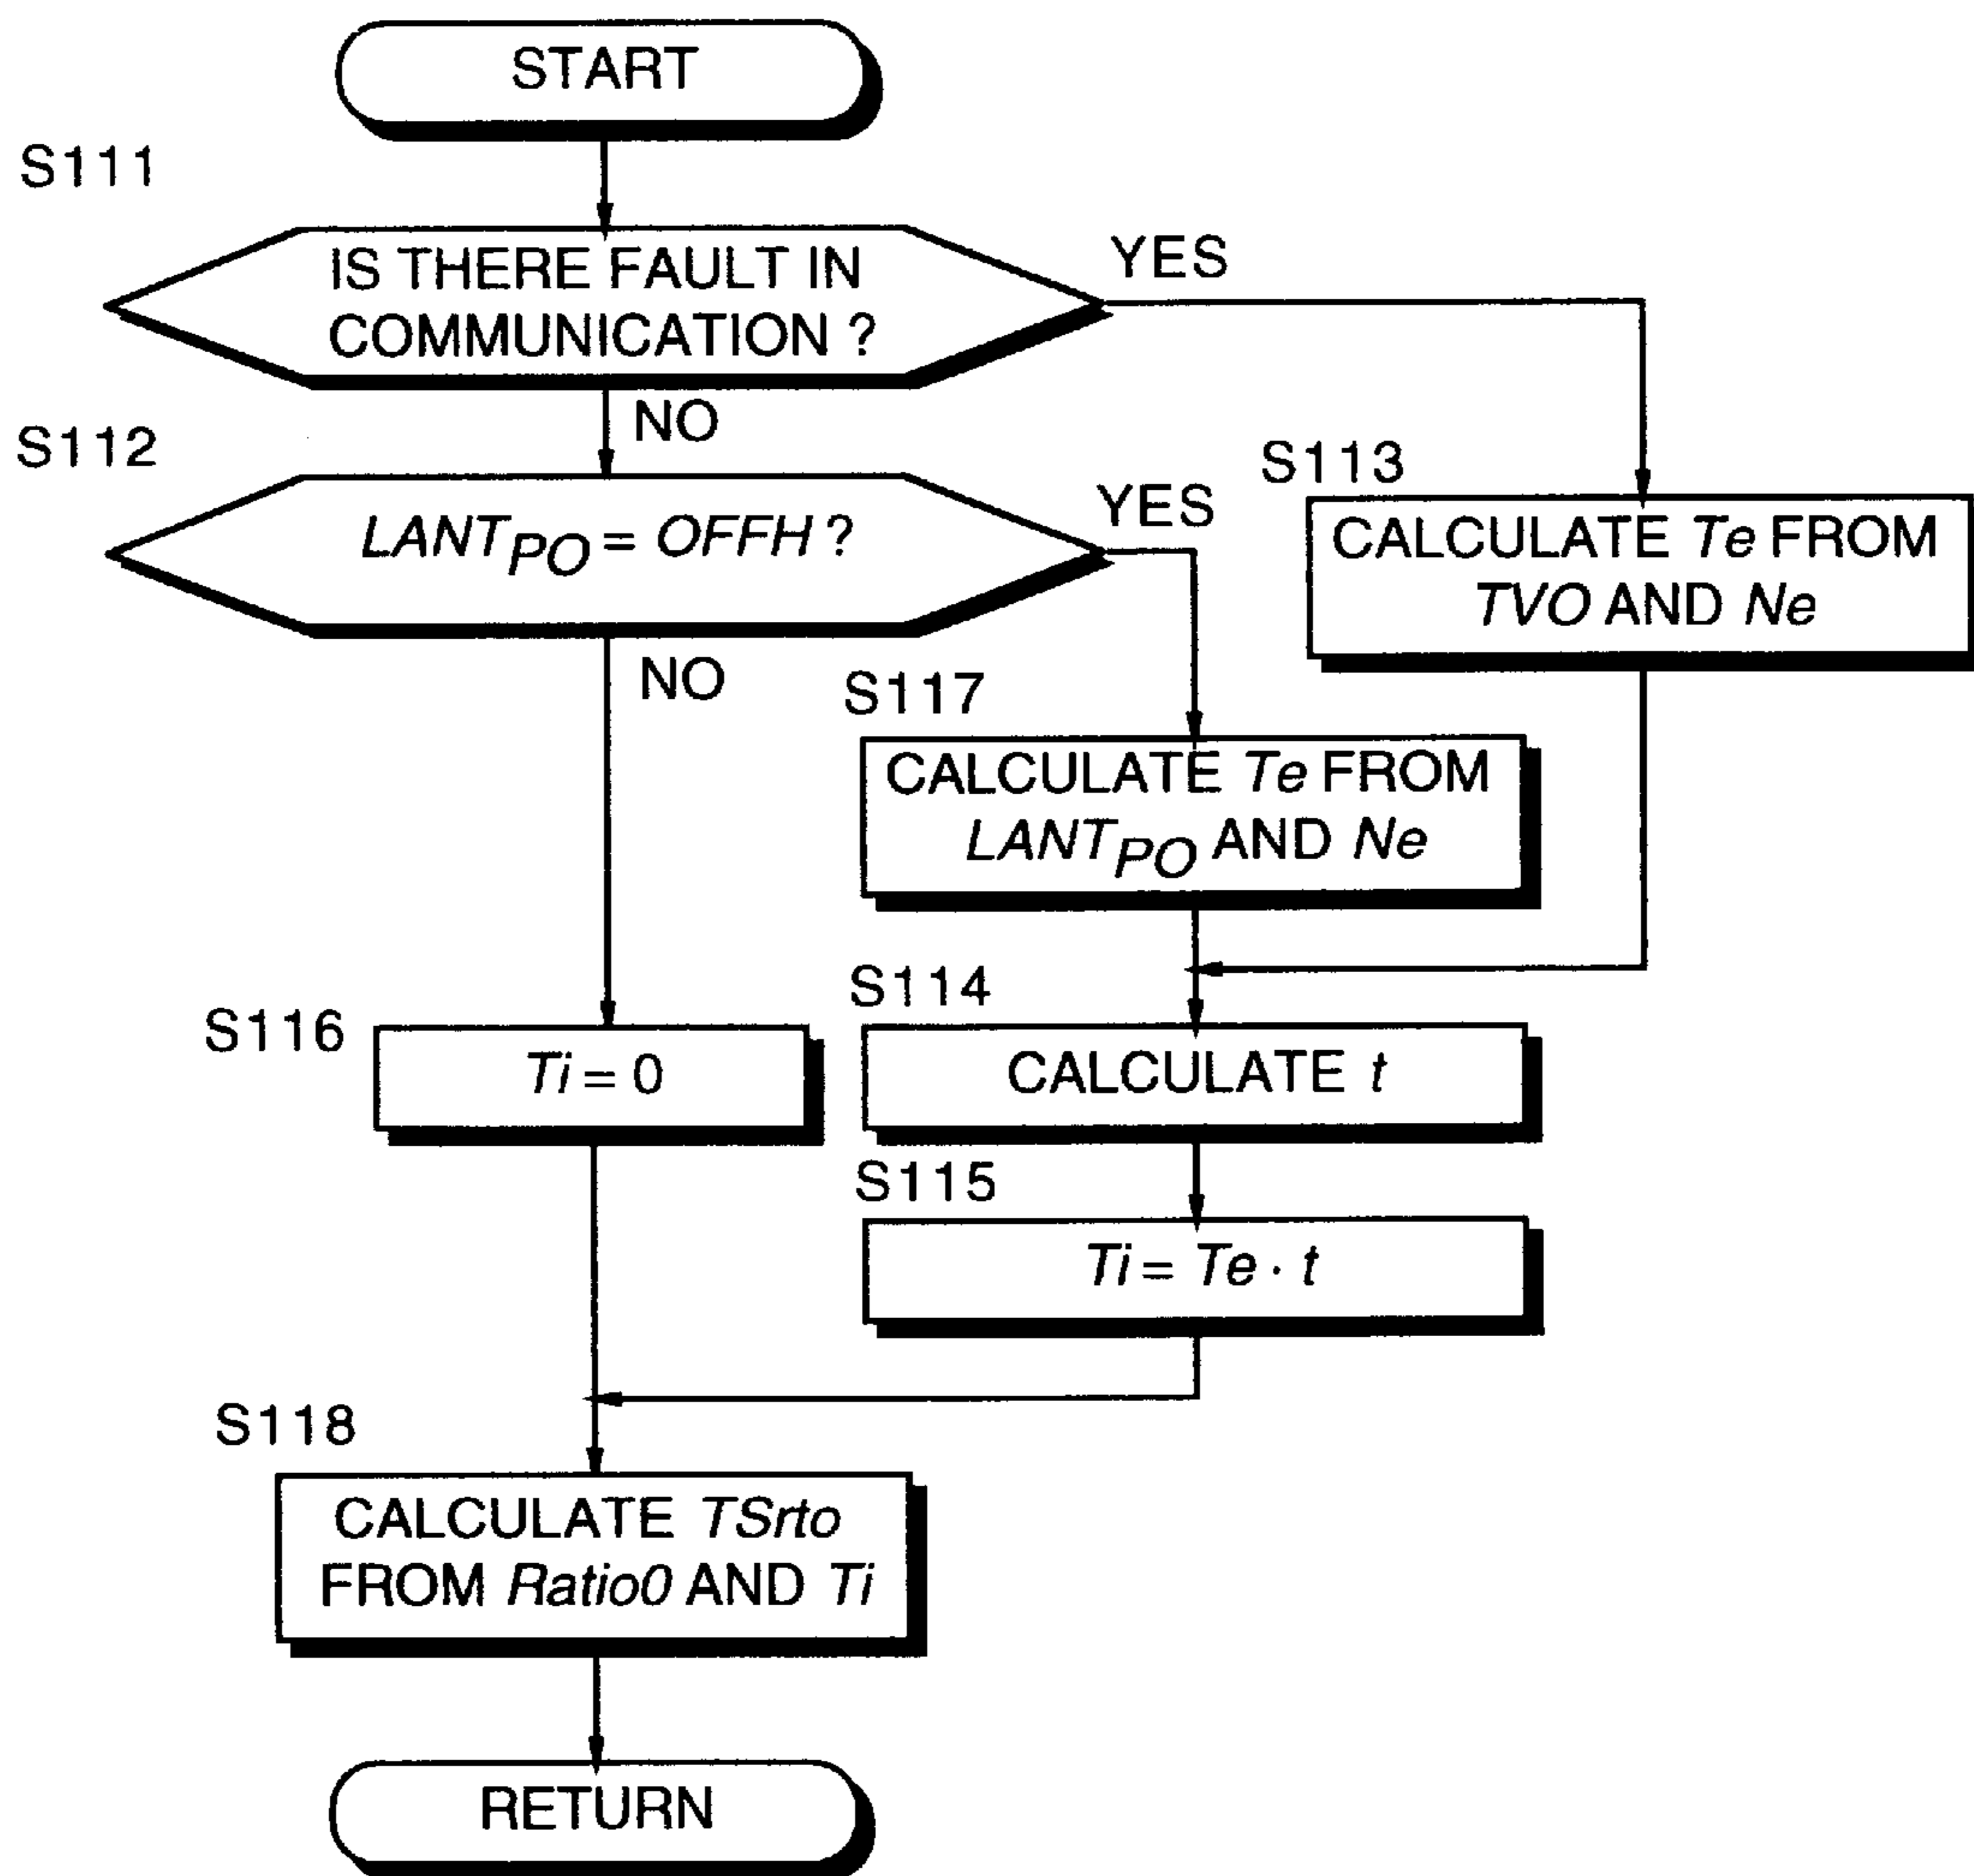 START
S111
IS THERE FAULT IN
COMMUNICATION ?
YES
NO
S112
LANTPO = OFFH ?
YES
NO
S113
CALCULATE Te FROM
TVO AND Ne
S117
CALCULATE Te FROM
LANTPO AND Ne
S116
Ti = 0
S114
CALCULATE t
S115
Ti = Te · t
S118
CALCULATE TSrto
FROM Ratio0 AND Ti
RETURN